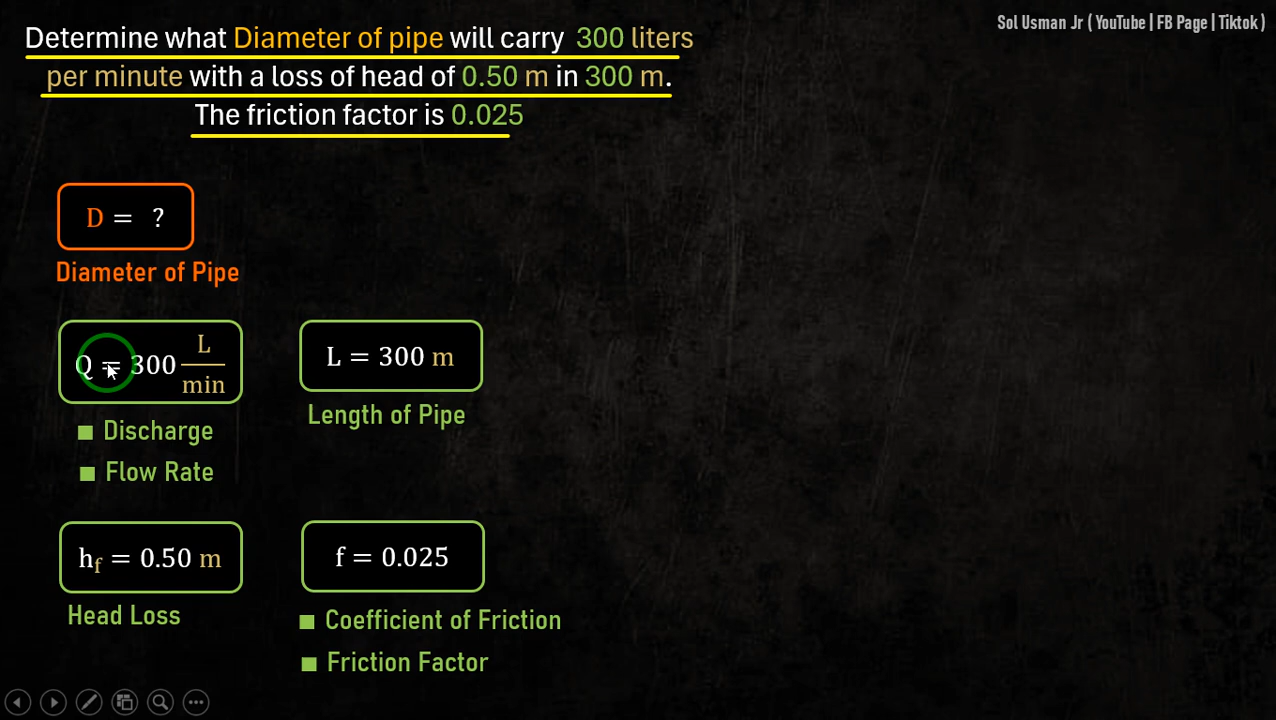 Sol Usman Jr ( YouTube | FB Page | Tiktok )
Determine what Diameter of pipe will carry 300 liters
per minute with a loss of head of 0.50 m in 300 m.
The friction factor is 0.025
D = ?
Diameter of Pipe
Q = 300 L/min
■ Discharge
■ Flow Rate
L = 300 m
Length of Pipe
hf = 0.50 m
Head Loss
f = 0.025
■ Coefficient of Friction
■ Friction Factor